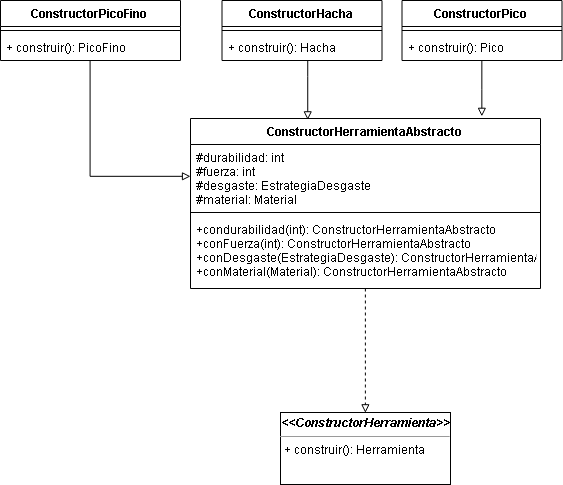 ConstructorPicoFino
+ construir(): PicoFino
ConstructorHacha
+ construir(): Hacha
ConstructorPico
+ construir(): Pico
ConstructorHerramientaAbstracto
#durabilidad: int
#fuerza: int
#desgaste: EstrategiaDesgaste
#material: Material
+condurabilidad(int): ConstructorHerramientaAbstracto
+conFuerza(int): ConstructorHerramientaAbstracto
+conDesgaste(EstrategiaDesgaste): ConstructorHerramienta
+conMaterial(Material): ConstructorHerramientaAbstracto
<<ConstructorHerramienta>>
+ construir(): Herramienta